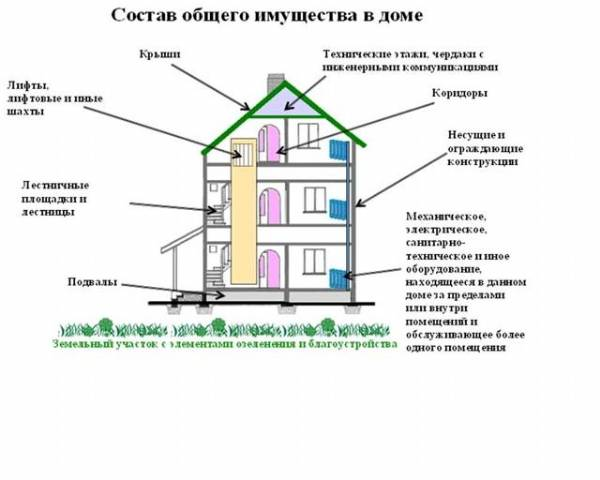 Состав общего имущества в доме
Крыши
Технические этажи, чердаки с
инженерными коммуникациями
Лифты,
лифтовые и иные
шахты
Коридоры
Несущие и
ограждающие
конструкции
Лестничные
площадки и
лестницы
Механическое,
электрическое,
санитарно-
техническое и иное
оборудование,
находящееся в данном
доме за пределами
или внутри
помещений и
обслуживающее более
одного помещения
Подвалы
Земельный участок с элементами озеленения и благоустройства